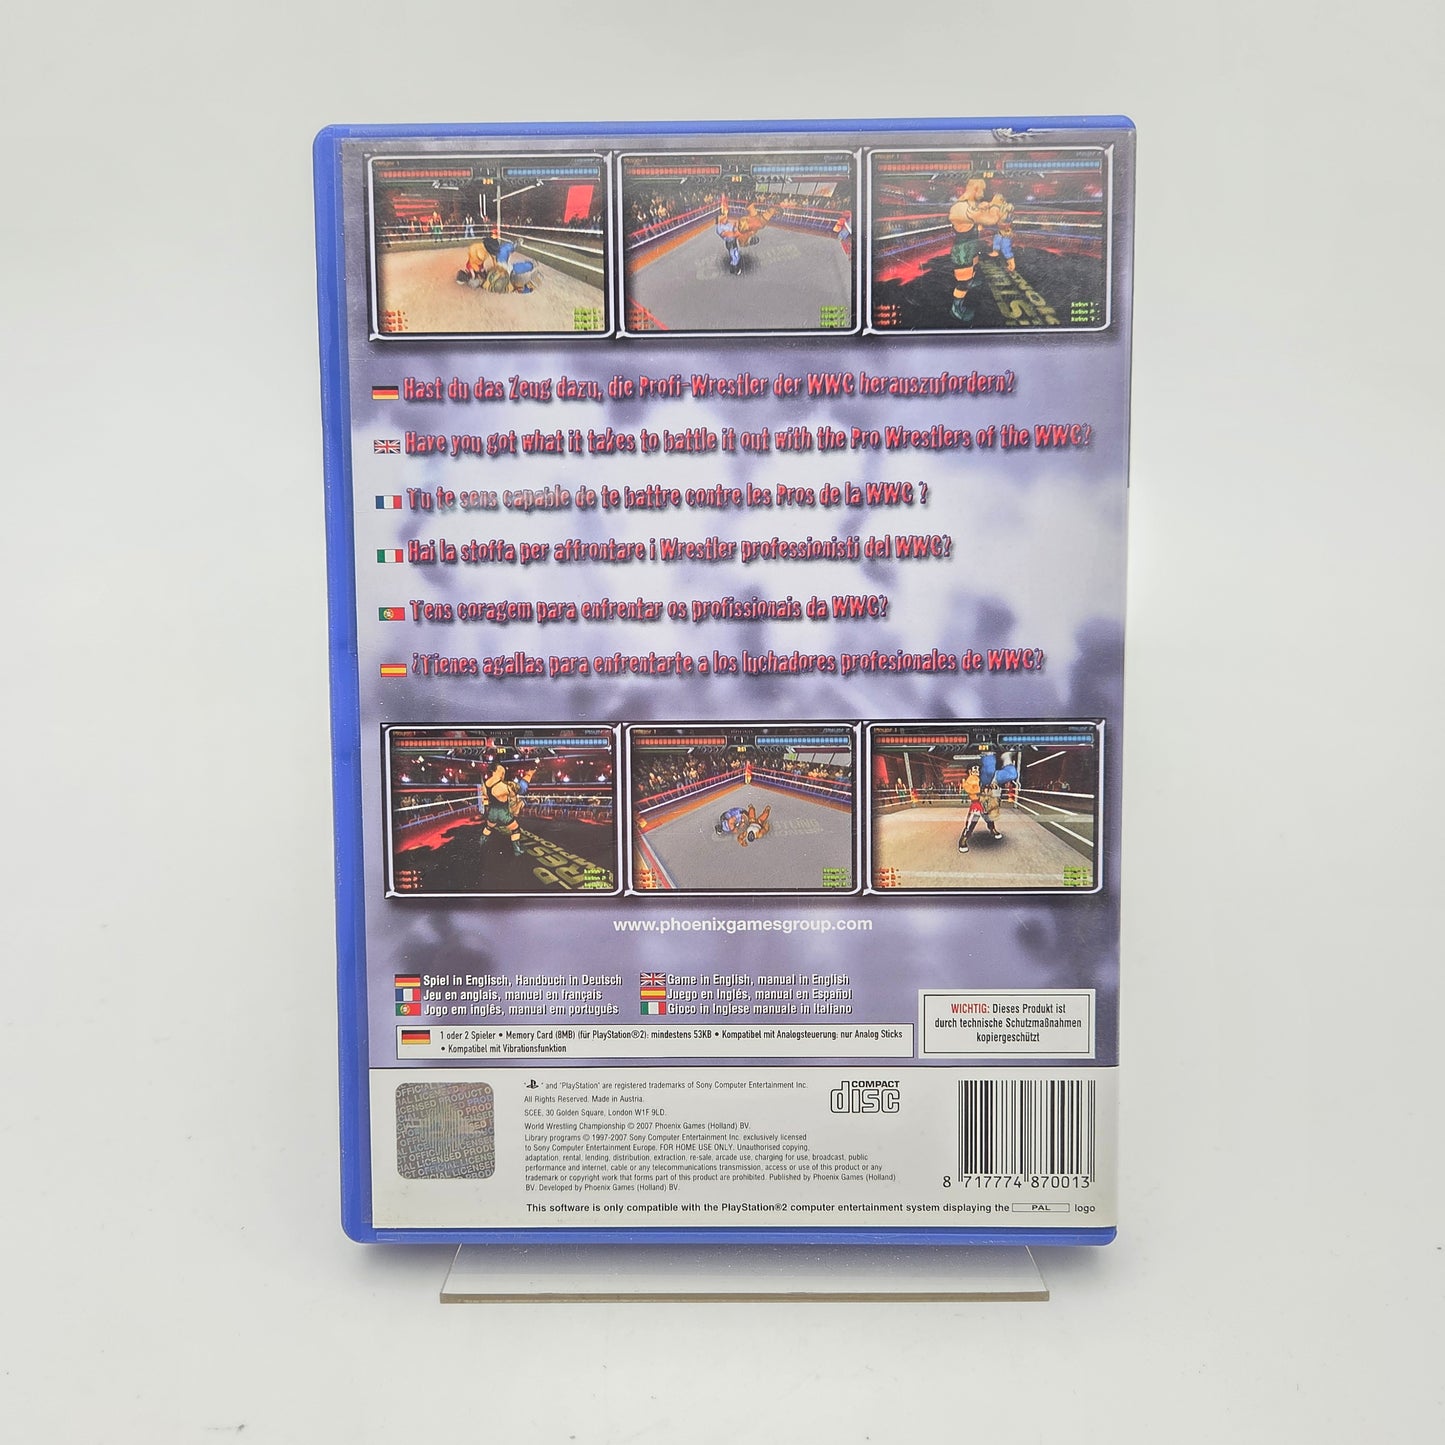 Player 1
Player 2
Hast du das Zeug dazu, die Profi-Wrestler der WWC herauszufordern?
Have you got what it takes to battle it out with the Pro Wrestlers of the WWC?
Tu te sens capable de te battre contre les Pros de la WWC ?
Hai la stoffa per affrontare i Wrestler professionisti del WWC?
Tens coragem para enfrentar os profissionais da WWC?
¿Tienes agallas para enfrentarte a los luchadores profesionales de WWC?
www.phoenixgamesgroup.com
Spiel in Englisch, Handbuch in Deutsch
Jeu en anglais, manuel en français
Jogo em inglês, manual em português
Game in English, manual in English
Juego en Inglés, manual en Español
Gioco in Inglese manuale in Italiano
WICHTIG: Dieses Produkt ist
durch technische Schutzmaßnahmen
kopiergeschützt
1 oder 2 Spieler • Memory Card (8MB) (für PlayStation®2): mindestens 53KB • Kompatibel mit Analogsteuerung: nur Analog Sticks
• Kompatibel mit Vibrationsfunktion
" " and 'PlayStation' are registered trademarks of Sony Computer Entertainment Inc.
All Rights Reserved. Made in Austria.
SCEE, 30 Golden Square, London W1F 9LD.
World Wrestling Championship © 2007 Phoenix Games (Holland) BV.
Library programs © 1997-2007 Sony Computer Entertainment Inc. exclusively licensed
to Sony Computer Entertainment Europe. FOR HOME USE ONLY. Unauthorised copying,
adaptation, rental, lending, distribution, extraction, re-sale, arcade use, charging for use, broadcast, public
performance and internet, cable or any telecommunications transmission, access or use of this product or any
trademark or copyright work that forms part of this product are prohibited. Published by Phoenix Games (Holland)
BV. Developed by Phoenix Games (Holland) BV.
COMPACT
disc
8 717774 870013
This software is only compatible with the PlayStation®2 computer entertainment system displaying the PAL logo